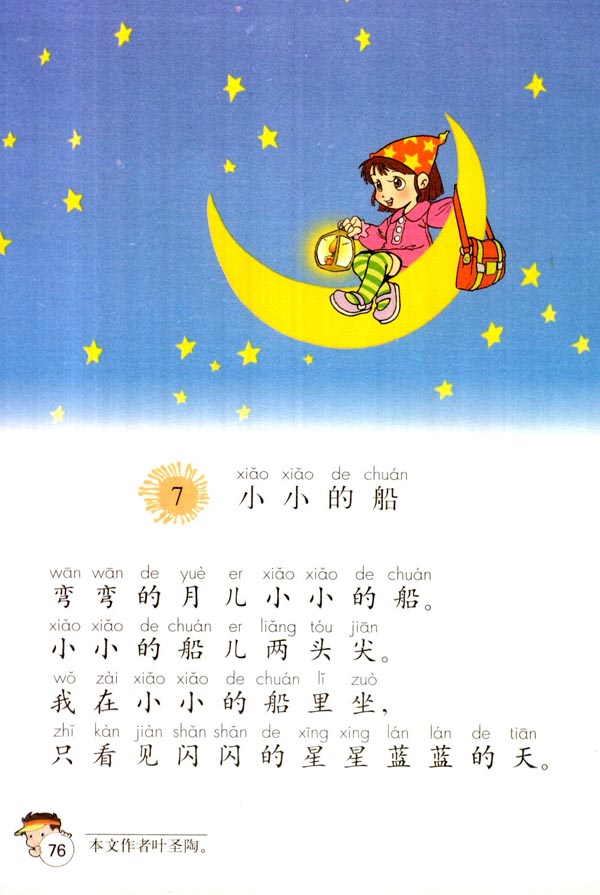 xiǎo xiǎo de chuán
7 小小的船
wān wān de yuè er xiǎo xiǎo de chuán
弯弯的月儿小小的船。
xiǎo xiǎo de chuán er liǎng tóu jiān
小小的船儿两头尖。
wǒ zài xiǎo xiǎo de chuán lǐ zuò
我在小小的船里坐,
zhǐ kàn jiàn shǎn shǎn de xīng xing lán lán de tiān
只看见闪闪的星星蓝蓝的天。
76 本文作者叶圣陶。